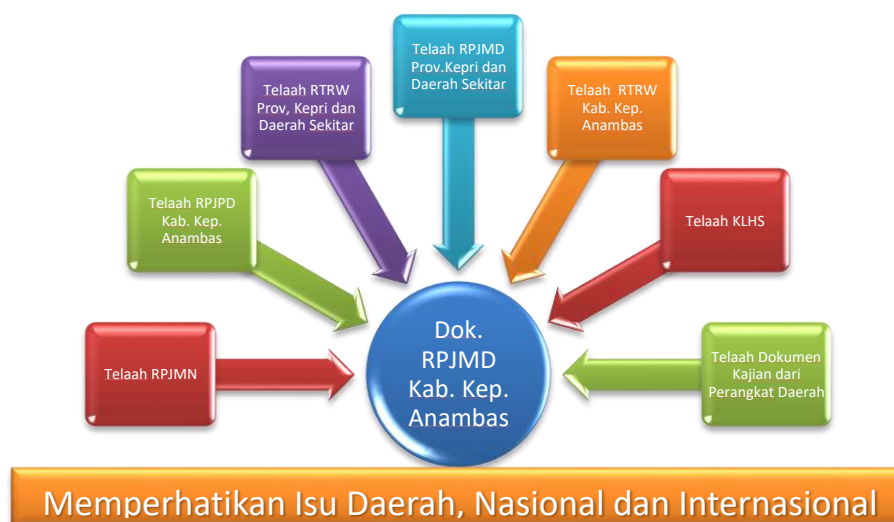 Telaah RPJMD
Prov.Kepri dan
Daerah Sekitar
Telaah RTRW
Prov, Kepri dan
Daerah Sekitar
Telaah RTRW
Kab. Kep.
Anambas
Telaah RPJPD
Kab. Kep.
Anambas
Telaah KLHS
Telaah RPJMN
Dok.
RPJMD
Kab. Kep.
Anambas
Telaah Dokumen
Kajian dari
Perangkat Daerah
Memperhatikan Isu Daerah, Nasional dan Internasional